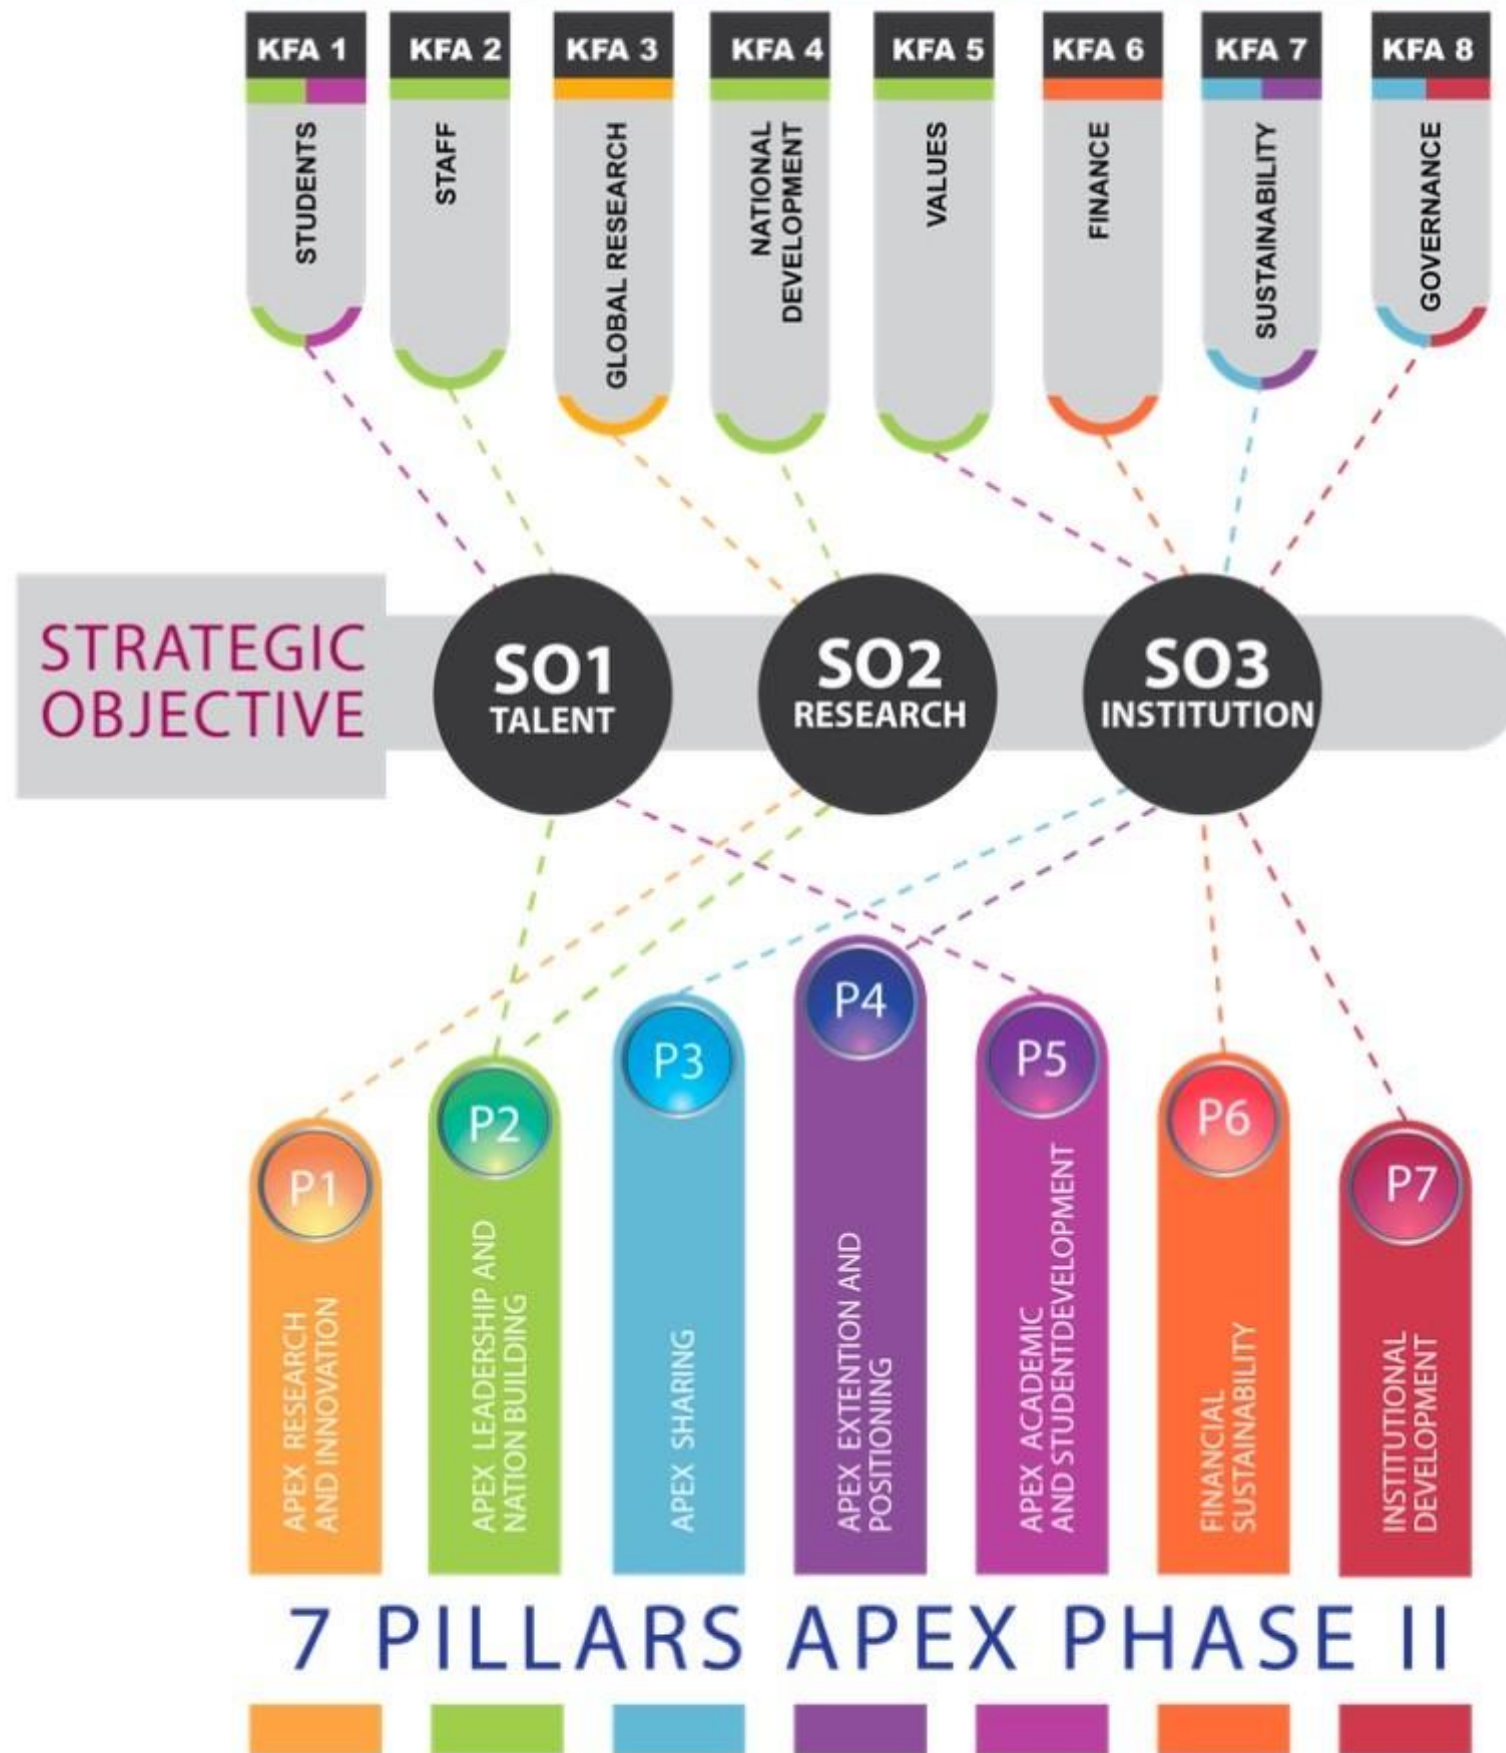 KFA 1
KFA 2
KFA 3
KFA 4
KFA 5
KFA 6
KFA 7
KFA 8
STUDENTS
STAFF
GLOBAL RESEARCH
NATIONAL
DEVELOPMENT
VALUES
FINANCE
SUSTAINABILITY
GOVERNANCE
STRATEGIC
OBJECTIVE
SO1
TALENT
SO2
RESEARCH
SO3
INSTITUTION
P1
APEX RESEARCH
AND INNOVATION
P2
APEX LEADERSHIP AND
NATION BUILDING
P3
APEX SHARING
P4
APEX EXTENTION AND
POSITIONING
P5
APEX ACADEMIC
AND STUDENTDEVELOPMENT
P6
FINANCIAL
SUSTAINABILITY
P7
INSTITUTIONAL
DEVELOPMENT
7 PILLARS APEX PHASE II